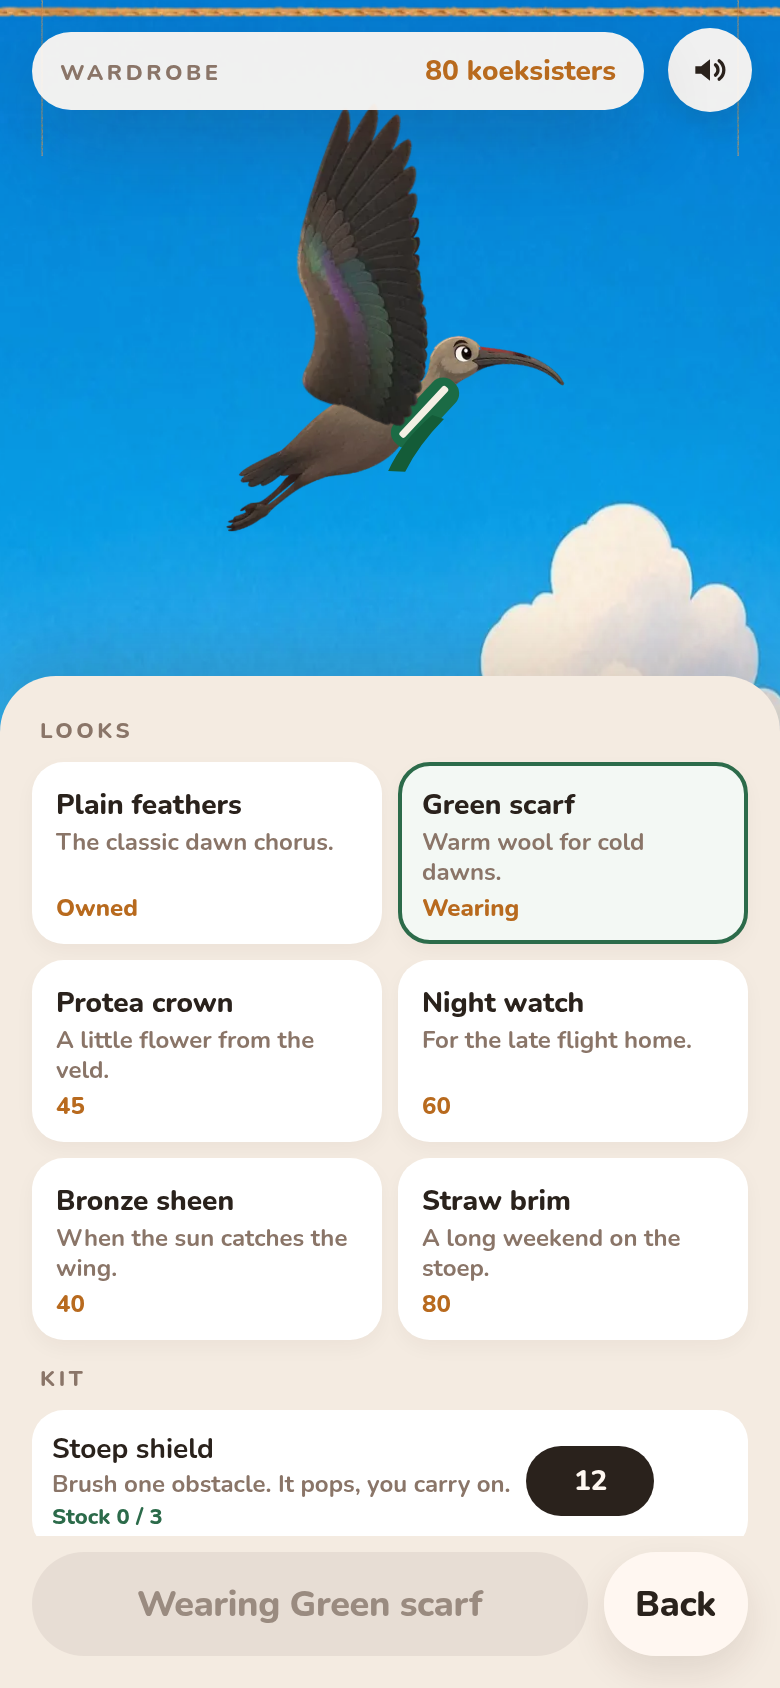 WARDROBE
80 koeksisters
LOOKS
Plain feathers
The classic dawn chorus.
Owned
Green scarf
Warm wool for cold
dawns.
Wearing
Protea crown
A little flower from the
veld.
45
Night watch
For the late flight home.
60
Bronze sheen
When the sun catches the
wing.
40
Straw brim
A long weekend on the
stoep.
80
KIT
Stoep shield
Brush one obstacle. It pops, you carry on.
Stock 0 / 3
12
Wearing Green scarf
Back